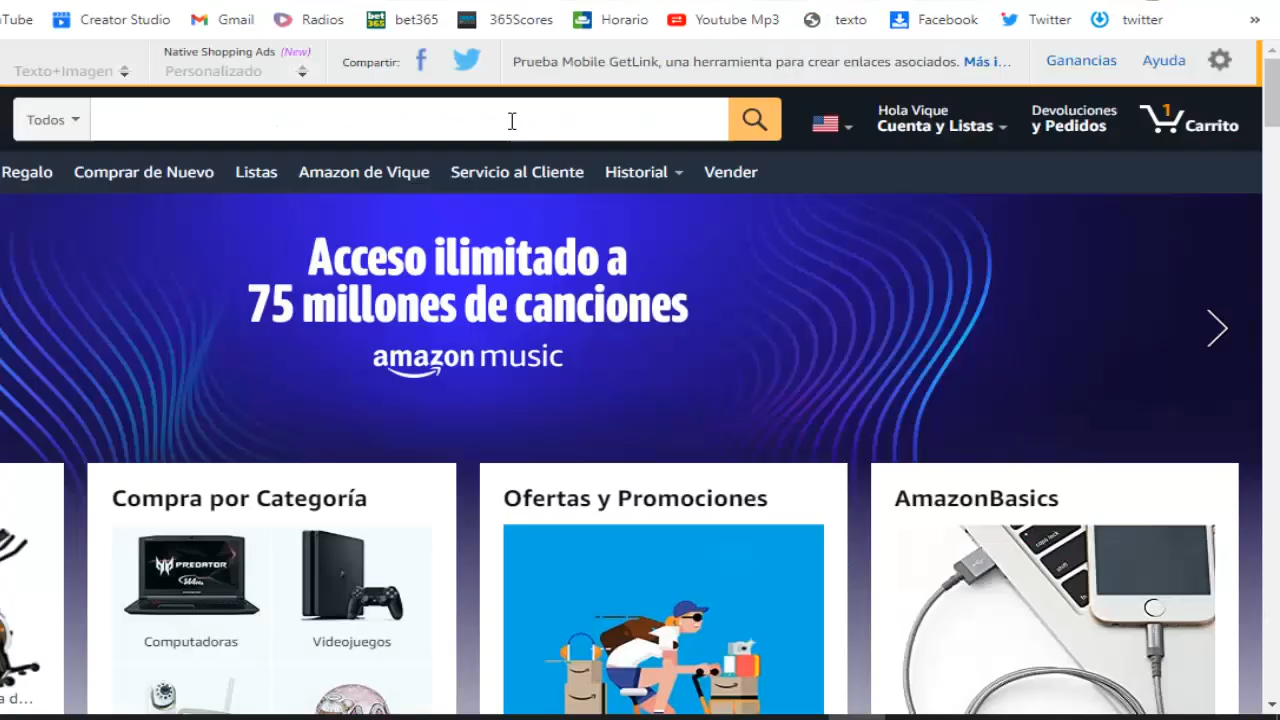 Tube Creator Studio Gmail Radios bet365 365Scores Horario Youtube Mp3 texto Facebook Twitter twitter »
Texto+Imagen
Native Shopping Ads (New)
Personalizado
Compartir:
Prueba Mobile GetLink, una herramienta para crear enlaces asociados. Más i...
Ganancias
Ayuda
Todos
Hola Vique
Cuenta y Listas
Devoluciones
y Pedidos
1
Carrito
Regalo Comprar de Nuevo Listas Amazon de Vique Servicio al Cliente Historial Vender
Acceso ilimitado a
75 millones de canciones
amazon music
Compra por Categoría
PREDATOR
Computadoras
Videojuegos
Ofertas y Promociones
AmazonBasics
caps lock
a d...